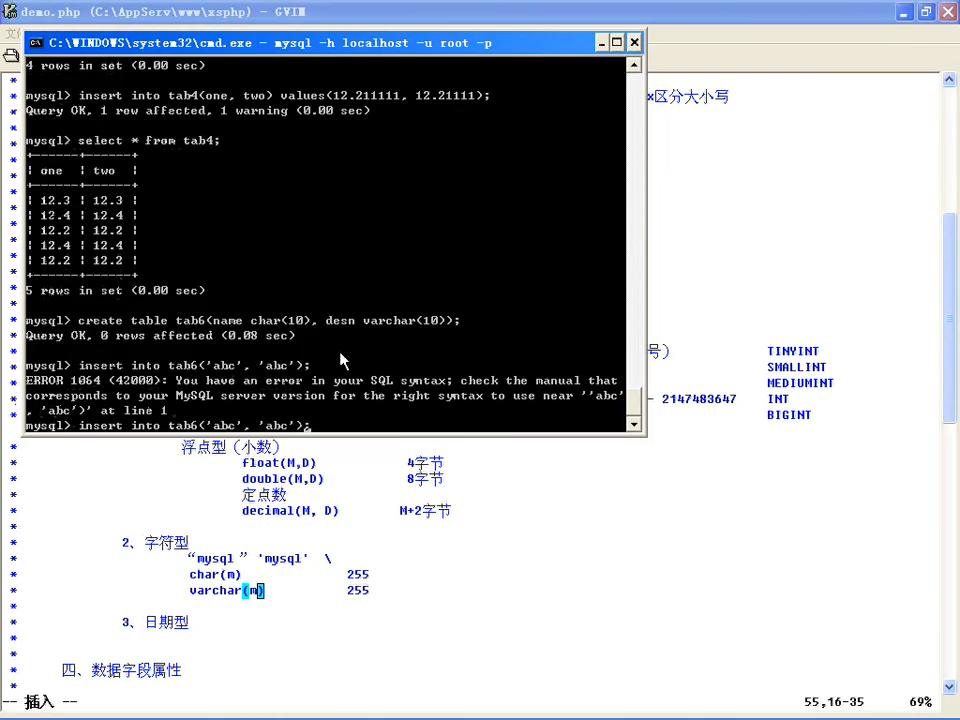 demo.php (C:\AppServ\www\xsphp) - GVIM
C:\WINDOWS\system32\cmd.exe - mysql -h localhost -u root -p
4 rows in set (0.00 sec)
mysql> insert into tab4(one, two) values(12.211111, 12.21111);
Query OK, 1 row affected, 1 warning (0.00 sec)
mysql> select * from tab4;
+------+------+
| one | two |
+------+------+
| 12.3 | 12.3 |
| 12.4 | 12.4 |
| 12.2 | 12.2 |
| 12.4 | 12.4 |
| 12.2 | 12.2 |
+------+------+
5 rows in set (0.00 sec)
mysql> create table tab6(name char(10), desn varchar(10));
Query OK, 0 rows affected (0.08 sec)
mysql> insert into tab6('abc', 'abc');
ERROR 1064 (42000): You have an error in your SQL syntax; check the manual that
corresponds to your MySQL server version for the right syntax to use near ''abc'
, 'abc')' at line 1
mysql> insert into tab6('abc', 'abc');
x区分大小写
号) TINYINT
SMALLINT
MEDIUMINT
- 2147483647 INT
BIGINT
* 浮点型（小数）
* float(M,D) 4字节
* double(M,D) 8字节
* 定点数
* decimal(M, D) M+2字节
*
* 2、字符型
* “mysql ” 'mysql' \
* char(m) 255
* varchar(m) 255
*
* 3、日期型
*
*
* 四、数据字段属性
*
-- 插入 -- 55,16-35 69%